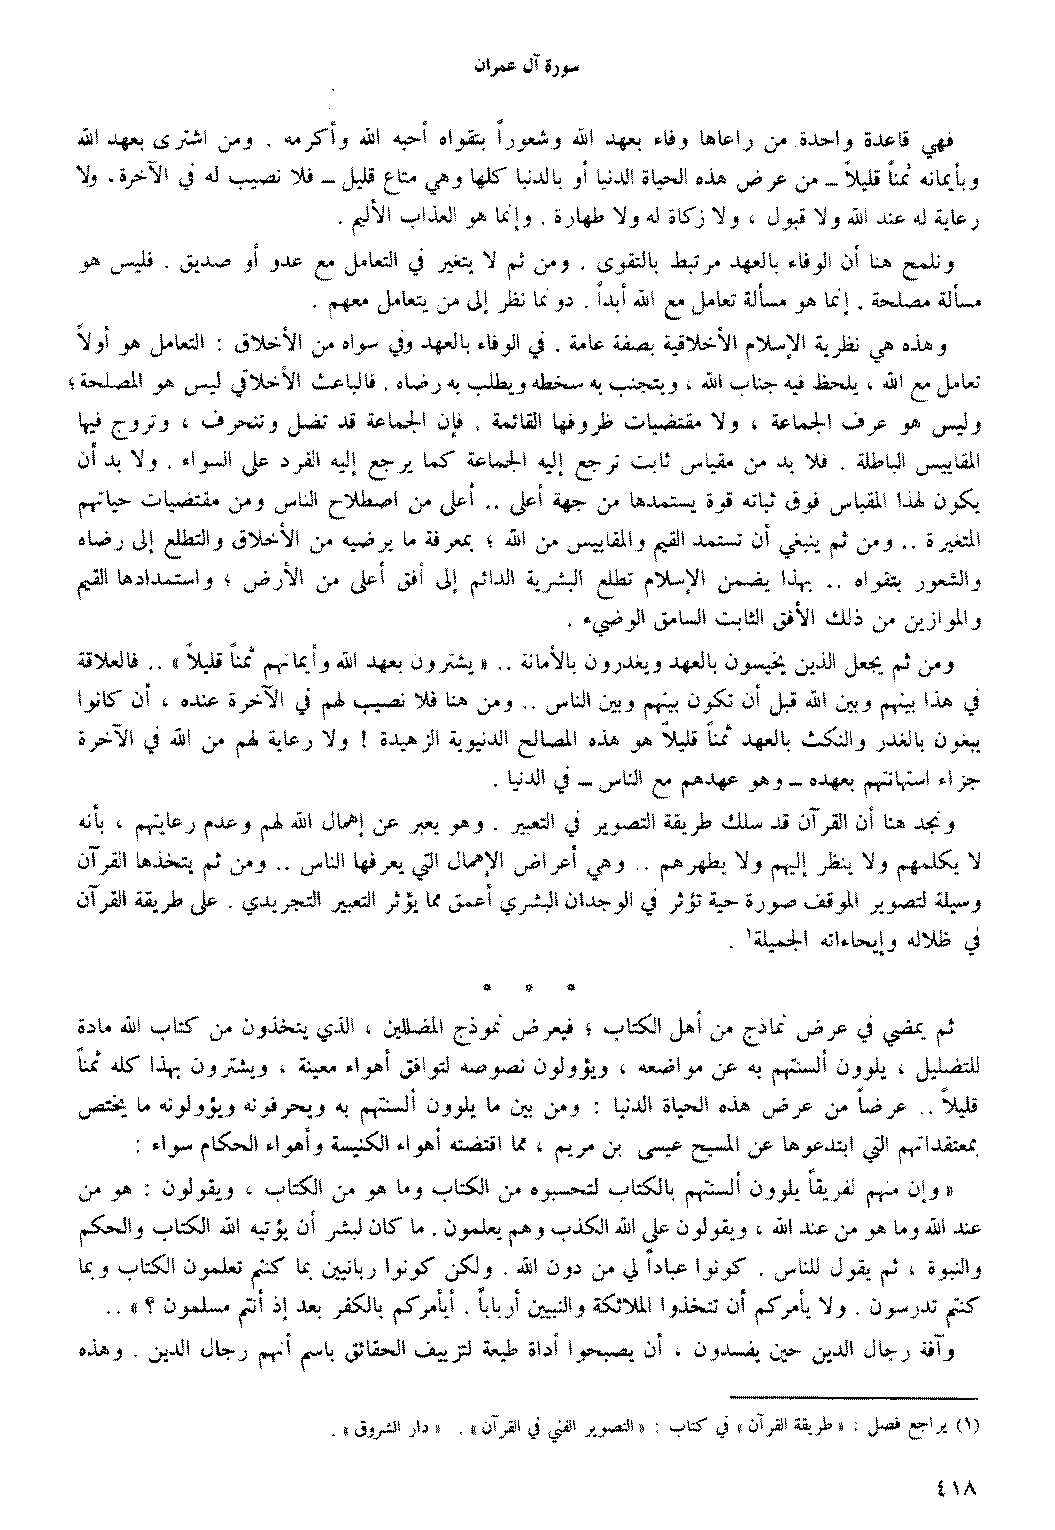 سورة آل عمران
فهي قاعدة واحدة من راعاها وفاء بعهد الله وشعوراً بتقواه أحبه الله وأكرمه . ومن اشترى بعهد الله
وبأيمانه ثمناً قليلاً – من عرض هذه الحياة الدنيا أو بالدنيا كلها وهي متاع قليل – فلا نصيب له في الآخرة . ولا
رعاية له عند الله ولا قبول ، ولا زكاة له ولا طهارة . وإنما هو العذاب الأليم .
ونلمح هنا أن الوفاء بالعهد مرتبط بالتقوى . ومن ثم لا يتغير في التعامل مع عدو أو صديق . فليس هو
مسألة مصلحة . إنما هو مسألة تعامل مع الله أبداً . دونما نظر إلى من يتعامل معهم .
وهذه هي نظرية الإسلام الأخلاقية بصفة عامة . في الوفاء بالعهد وفي سواه من الأخلاق : التعامل هو أولاً
تعامل مع الله ، يلحظ فيه جناب الله ، ويتجنب به سخطه ويطلب به رضاه . فالباعث الأخلاقي ليس هو المصلحة ؛
وليس هو عرف الجماعة ، ولا مقتضيات ظروفها القائمة . فإن الجماعة قد تضل وتنحرف ، وتروج فيها
المقاييس الباطلة . فلا بد من مقياس ثابت ترجع إليه الجماعة كما يرجع إليه الفرد على السواء . ولا بد أن
يكون لهذا المقياس فوق ثباته قوة يستمدها من جهة أعلى .. أعلى من اصطلاح الناس ومن مقتضيات حياتهم
المتغيرة .. ومن ثم ينبغي أن تستمد القيم والمقاييس من الله ؛ بمعرفة ما يرضيه من الأخلاق والتطلع إلى رضاه
والشعور بتقواه .. بهذا يضمن الإسلام تطلع البشرية الدائم إلى أفق أعلى من الأرض ؛ واستمدادها القيم
والموازين من ذلك الأفق الثابت السامق الوضيء .
ومن ثم يجعل الذين يخيسون بالعهد ويغدرون بالأمانة .. « يشترون بعهد الله وأيمانهم ثمناً قليلاً » .. فالعلاقة
في هذا بينهم وبين الله قبل أن تكون بينهم وبين الناس .. ومن هنا فلا نصيب لهم في الآخرة عنده ، أن كانوا
يبغون بالغدر والنكث بالعهد ثمناً قليلاً هو هذه المصالح الدنيوية الزهيدة ! ولا رعاية لهم من الله في الآخرة
جزاء استهانتهم بعهده – وهو عهدهم مع الناس – في الدنيا .
ونجد هنا أن القرآن قد سلك طريقة التصوير في التعبير . وهو يعبر عن إهمال الله لهم وعدم رعايتهم ، بأنه
لا يكلمهم ولا ينظر إليهم ولا يطهرهم .. وهي أعراض الإهمال التي يعرفها الناس .. ومن ثم يتخذها القرآن
وسيلة لتصوير الموقف صورة حية تؤثر في الوجدان البشري أعمق مما يؤثر التعبير التجريدي . على طريقة القرآن
في ظلاله وإيحاءاته الجميلة١ .
* * *
ثم يمضي في عرض نماذج من أهل الكتاب ؛ فيعرض نموذج المضللين ، الذي يتخذون من كتاب الله مادة
للتضليل ، يلوون ألسنتهم به عن مواضعه ، ويؤولون نصوصه لتوافق أهواء معينة ، ويشترون بهذا كله ثمناً
قليلاً .. عرضاً من عرض هذه الحياة الدنيا : ومن بين ما يلوون ألسنتهم به ويحرفونه ويؤولونه ما يختص
بمعتقداتهم التي ابتدعوها عن المسيح عيسى بن مريم ، مما اقتضته أهواء الكنيسة وأهواء الحكام سواء :
« وإن منهم لفريقاً يلوون ألسنتهم بالكتاب لتحسبوه من الكتاب وما هو من الكتاب ، ويقولون : هو من
عند الله وما هو من عند الله ، ويقولون على الله الكذب وهم يعلمون . ما كان لبشر أن يؤتيه الله الكتاب والحكم
والنبوة ، ثم يقول للناس . كونوا عباداً لي من دون الله . ولكن كونوا ربانيين بما كنتم تعلمون الكتاب وبما
كنتم تدرسون . ولا يأمركم أن تتخذوا الملائكة والنبيين أرباباً . أيأمركم بالكفر بعد إذ أنتم مسلمون ؟ » ..
وآفة رجال الدين حين يفسدون ، أن يصبحوا أداة طيعة لتزييف الحقائق باسم أنهم رجال الدين . وهذه
(١) يراجع فصل : « طريقة القرآن » في كتاب : « التصوير الفني في القرآن » . « دار الشروق » .
٤١٨